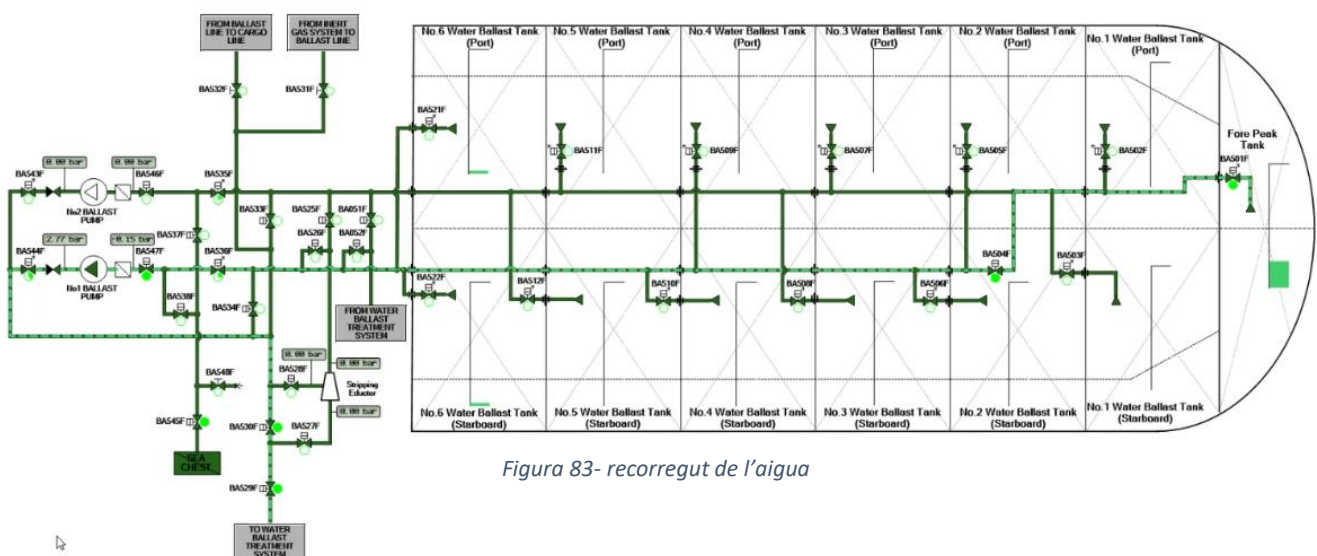 FROM BALLAST
LINE TO CARGO
LINE
FROM INERT
GAS SYSTEM TO
BALLAST LINE
No.6 Water Ballast Tank
(Port)
No.5 Water Ballast Tank
(Port)
No.4 Water Ballast Tank
(Port)
No.3 Water Ballast Tank
(Port)
No.2 Water Ballast Tank
(Port)
No.1 Water Ballast Tank
(Port)
BA532F
BA531F
BA521F
BA511F
BA509F
BA507F
BA505F
BA502F
Fore Peak
Tank
BA501F
0.00 bar
0.00 bar
BA543F
BA546F
BA535F
No2 BALLAST
PUMP
BA533F
BA525F
BA051F
BA537F
BA526F
BA052F
2.77 bar
-0.15 bar
BA544F
BA547F
BA536F
No1 BALLAST
PUMP
BA504F
BA503F
BA522F
BA512F
BA510F
BA508F
BA506F
BA538F
BA534F
FROM WATER
BALLAST
TREATMENT
SYSTEM
0.00 bar
0.00 bar
BA528F
BA548F
Stripping
Eductor
0.00 bar
BA545F
BA530F
BA527F
No.6 Water Ballast Tank
(Starboard)
No.5 Water Ballast Tank
(Starboard)
No.4 Water Ballast Tank
(Starboard)
No.3 Water Ballast Tank
(Starboard)
No.2 Water Ballast Tank
(Starboard)
No.1 Water Ballast Tank
(Starboard)
SEA
CHEST
BA529F
TO WATER
BALLAST
TREATMENT
SYSTEM
Figura 83- recorregut de l’aigua